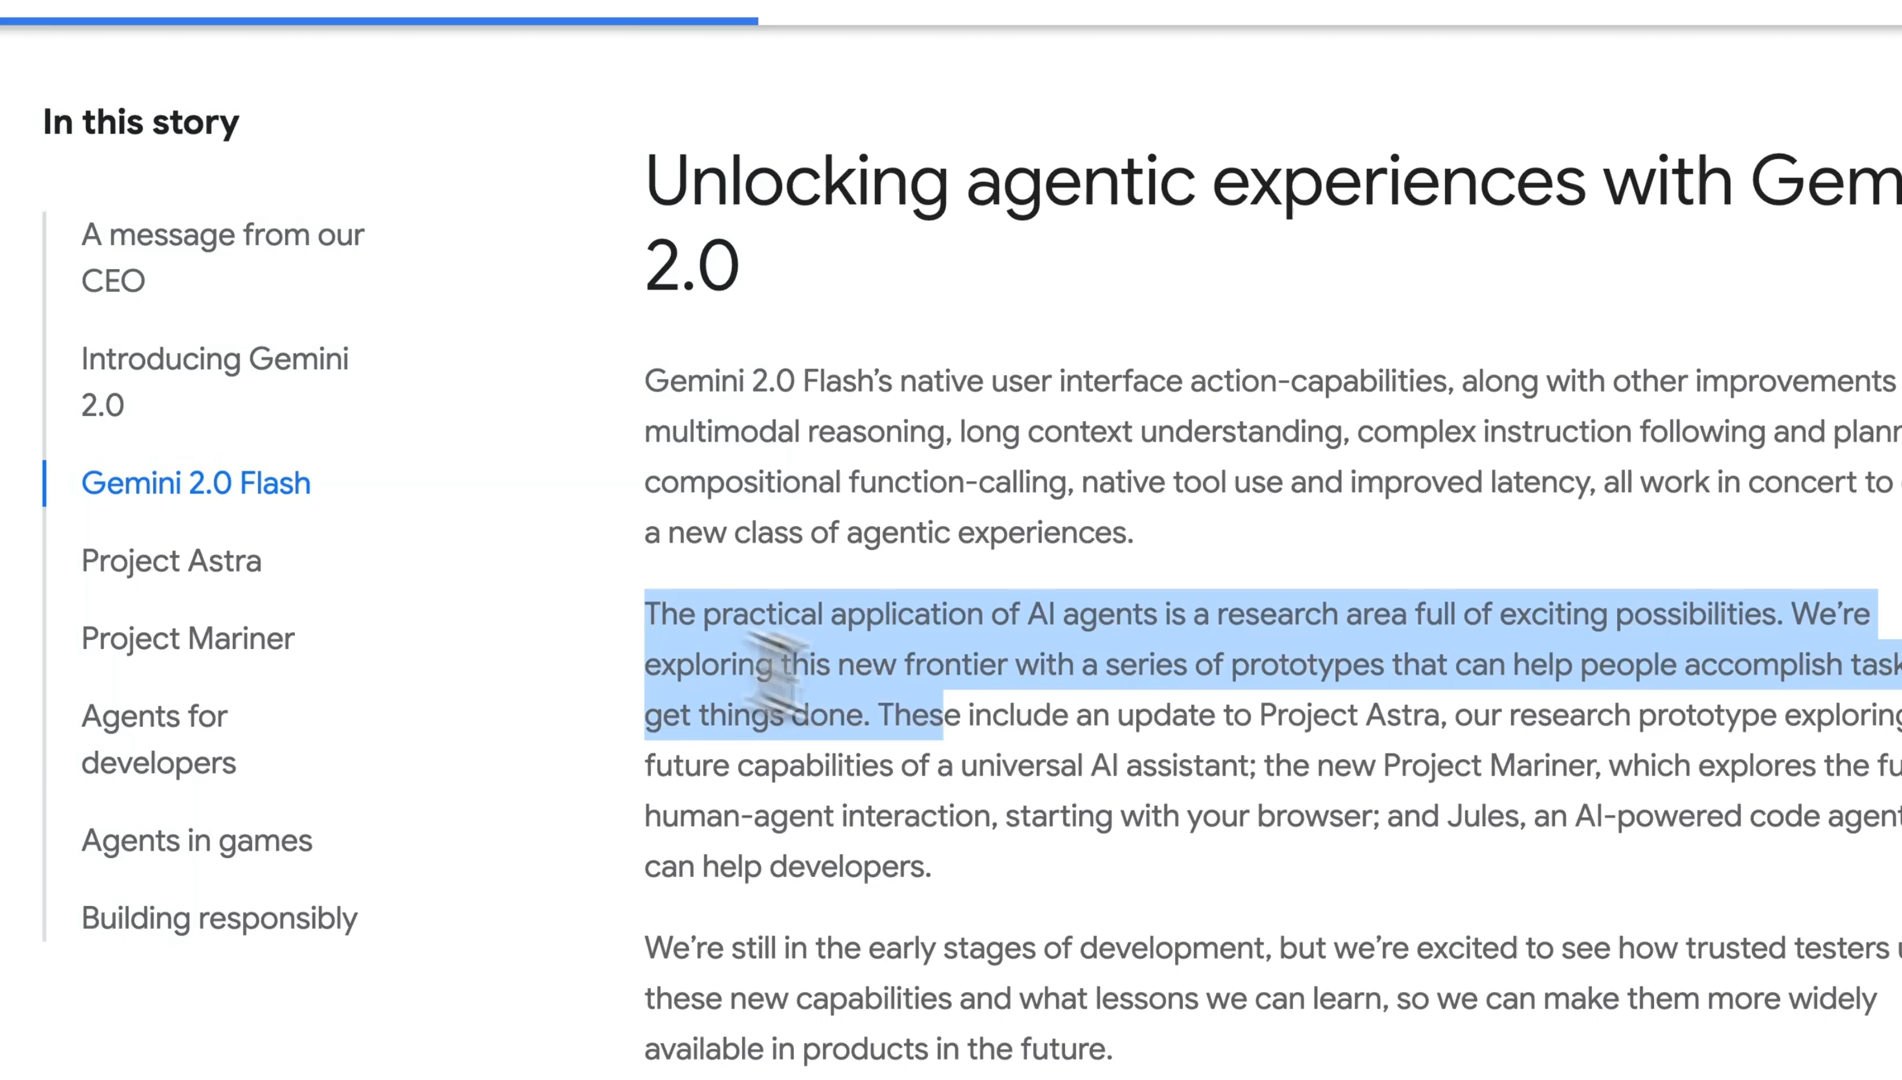 In this story
A message from our
CEO
Introducing Gemini
2.0
Gemini 2.0 Flash
Project Astra
Project Mariner
Agents for
developers
Agents in games
Building responsibly
Unlocking agentic experiences with Gem
2.0
Gemini 2.0 Flash’s native user interface action-capabilities, along with other improvements
multimodal reasoning, long context understanding, complex instruction following and plann
compositional function-calling, native tool use and improved latency, all work in concert to
a new class of agentic experiences.
The practical application of AI agents is a research area full of exciting possibilities. We’re
exploring this new frontier with a series of prototypes that can help people accomplish task
get things done. These include an update to Project Astra, our research prototype exploring
future capabilities of a universal AI assistant; the new Project Mariner, which explores the fu
human-agent interaction, starting with your browser; and Jules, an AI-powered code agent
can help developers.
We’re still in the early stages of development, but we’re excited to see how trusted testers
these new capabilities and what lessons we can learn, so we can make them more widely
available in products in the future.